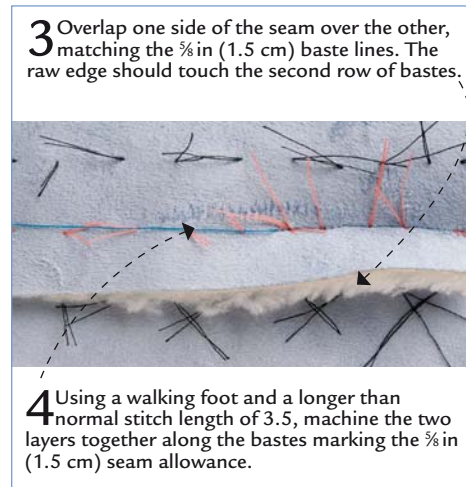 3 Overlap one side of the seam over the other,
matching the ⅝ in (1.5 cm) baste lines. The
raw edge should touch the second row of bastes.
4 Using a walking foot and a longer than
normal stitch length of 3.5, machine the two
layers together along the bastes marking the ⅝ in
(1.5 cm) seam allowance.